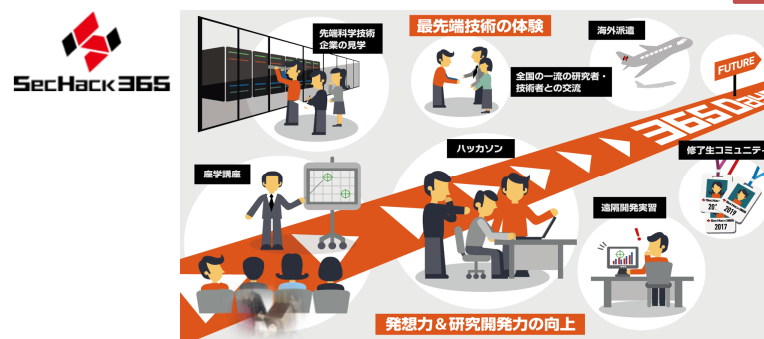 SecHack365
最先端技術の体験
先端科学技術
企業の見学
海外派遣
全国の一流の研究者・
技術者との交流
FUTURE
365 Days
ハッカソン
修了生コミュニティ
座学講座
遠隔開発実習
2019
2017
発想力＆研究開発力の向上